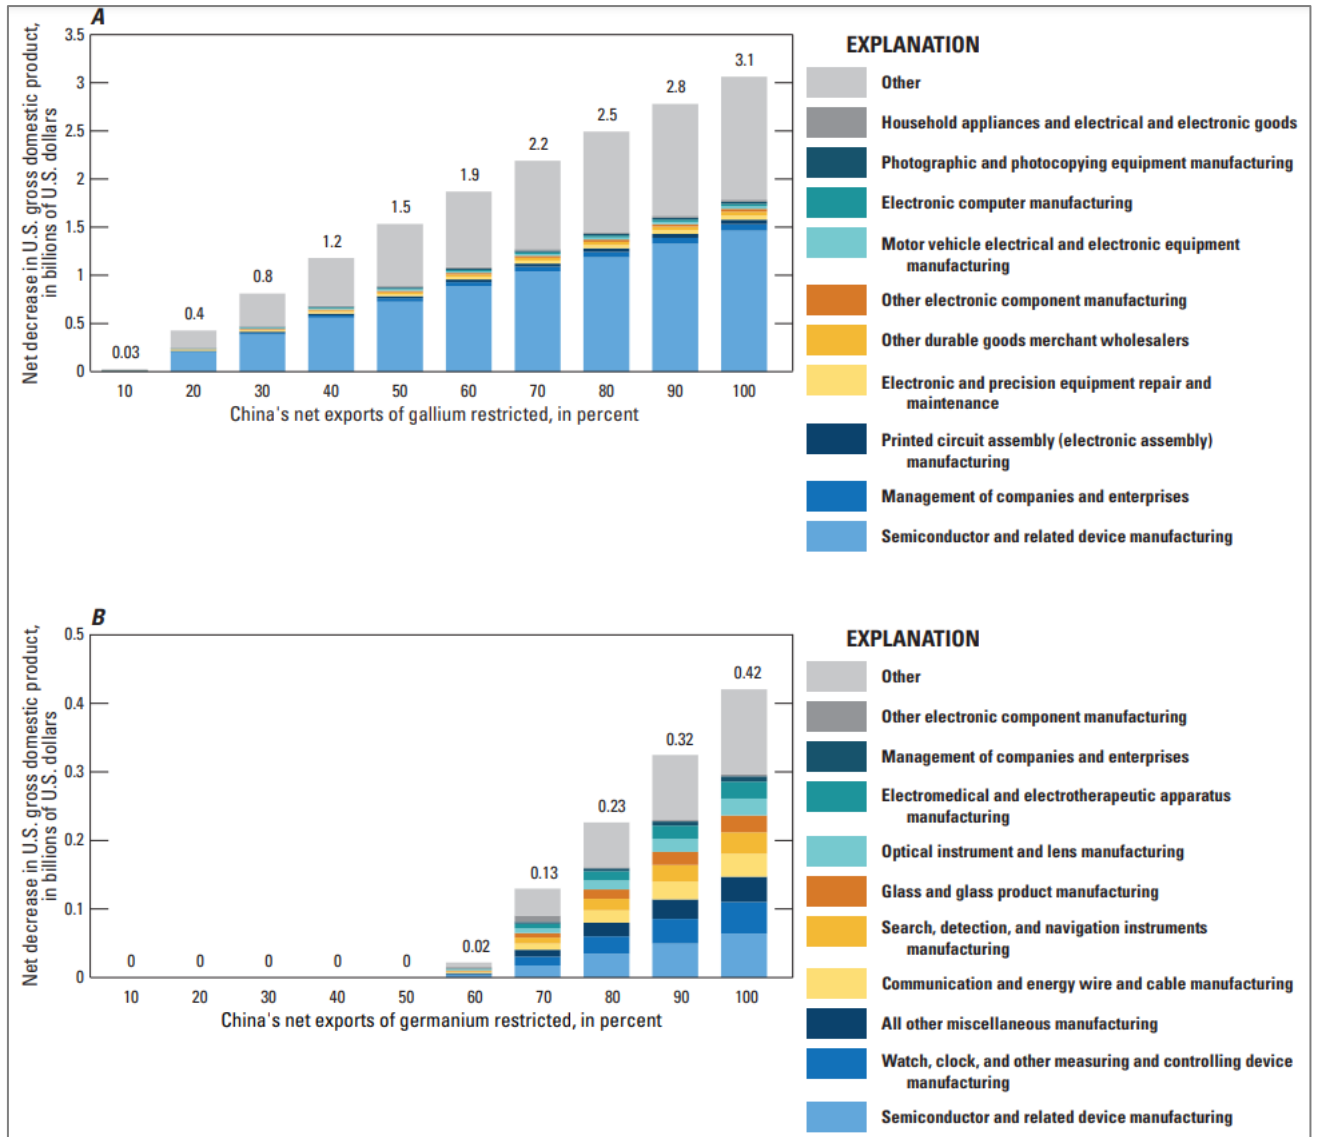 A
Net decrease in U.S. gross domestic product,
in billions of U.S. dollars
3.5
3
2.5
2
1.5
1
0.5
0
0.03
0.4
0.8
1.2
1.5
1.9
2.2
2.5
2.8
3.1
10 20 30 40 50 60 70 80 90 100
China's net exports of gallium restricted, in percent
EXPLANATION
Other
Household appliances and electrical and electronic goods
Photographic and photocopying equipment manufacturing
Electronic computer manufacturing
Motor vehicle electrical and electronic equipment
manufacturing
Other electronic component manufacturing
Other durable goods merchant wholesalers
Electronic and precision equipment repair and
maintenance
Printed circuit assembly (electronic assembly)
manufacturing
Management of companies and enterprises
Semiconductor and related device manufacturing
B
Net decrease in U.S. gross domestic product,
in billions of U.S. dollars
0.5
0.4
0.3
0.2
0.1
0
0
0
0
0
0
0.02
0.13
0.23
0.32
0.42
10 20 30 40 50 60 70 80 90 100
China's net exports of germanium restricted, in percent
EXPLANATION
Other
Other electronic component manufacturing
Management of companies and enterprises
Electromedical and electrotherapeutic apparatus
manufacturing
Optical instrument and lens manufacturing
Glass and glass product manufacturing
Search, detection, and navigation instruments
manufacturing
Communication and energy wire and cable manufacturing
All other miscellaneous manufacturing
Watch, clock, and other measuring and controlling device
manufacturing
Semiconductor and related device manufacturing